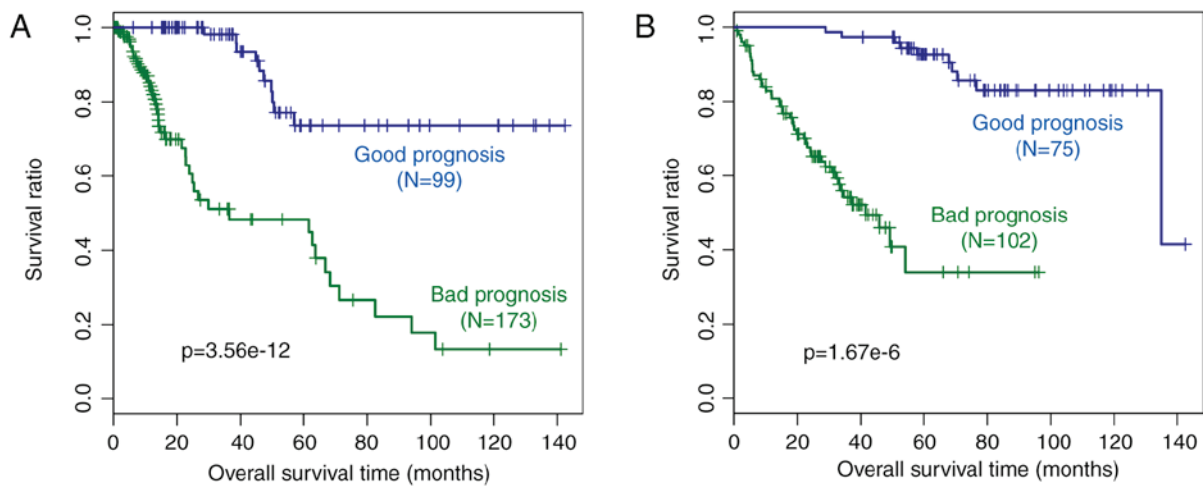 A
Survival ratio
1.0
0.8
0.6
0.4
0.2
0.0
Good prognosis
(N=99)
Bad prognosis
(N=173)
p=3.56e-12
0 20 40 60 80 100 120 140
Overall survival time (months)
B
Survival ratio
1.0
0.8
0.6
0.4
0.2
0.0
Good prognosis
(N=75)
Bad prognosis
(N=102)
p=1.67e-6
0 20 40 60 80 100 120 140
Overall survival time (months)